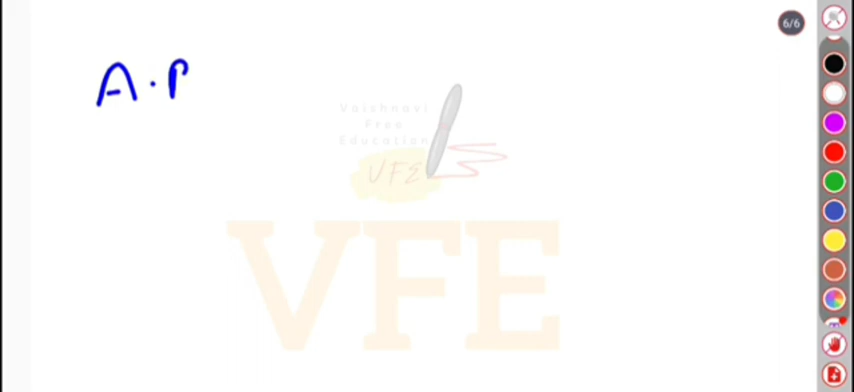 6/6
A.P
Vaishnavi
Free
Education
VFE
VFE